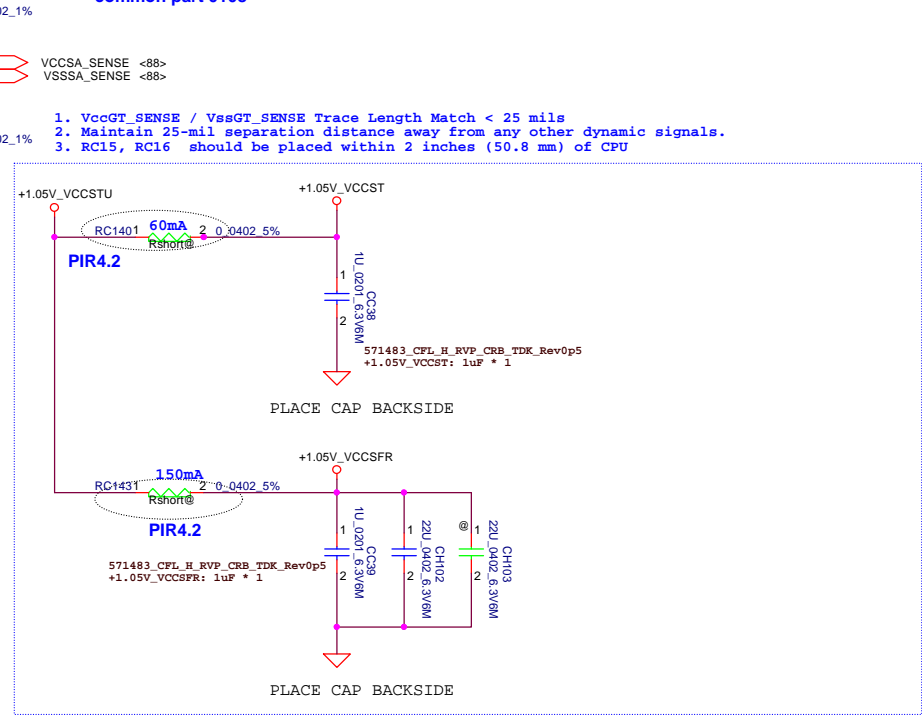 02_1%
VCCSA_SENSE <88>
VSSSA_SENSE <88>
1. VccGT_SENSE / VssGT_SENSE Trace Length Match < 25 mils
2. Maintain 25-mil separation distance away from any other dynamic signals.
02_1%
3. RC15, RC16 should be placed within 2 inches (50.8 mm) of CPU
+1.05V_VCCSTU
+1.05V_VCCST
RC140 1 60mA 2 0_0402_5%
Rshort@
PIR4.2
1
2
1U_0201_6.3V6M
CC38
571483_CFL_H_RVP_CRB_TDK_Rev0p5
+1.05V_VCCST: 1uF * 1
PLACE CAP BACKSIDE
+1.05V_VCCSFR
150mA
RC143 1 2 0_0402_5%
Rshort@
PIR4.2
1
2
1U_0201_6.3V6M
CC39
1
2
22U_0402_6.3V6M
CH102
@
1
2
22U_0402_6.3V6M
CH103
571483_CFL_H_RVP_CRB_TDK_Rev0p5
+1.05V_VCCSFR: 1uF * 1
PLACE CAP BACKSIDE